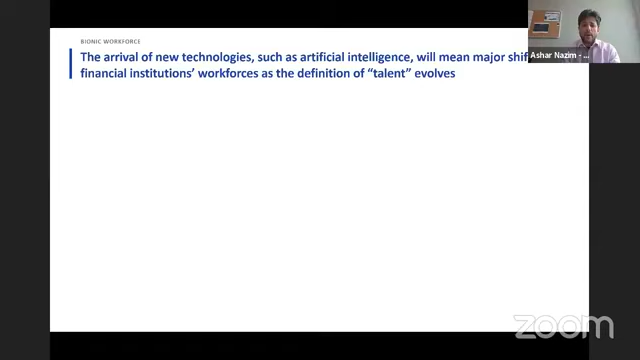 BIONIC WORKFORCE
The arrival of new technologies, such as artificial intelligence, will mean major shif
financial institutions' workforces as the definition of “talent” evolves
Ashar Nazim - ...
zoom